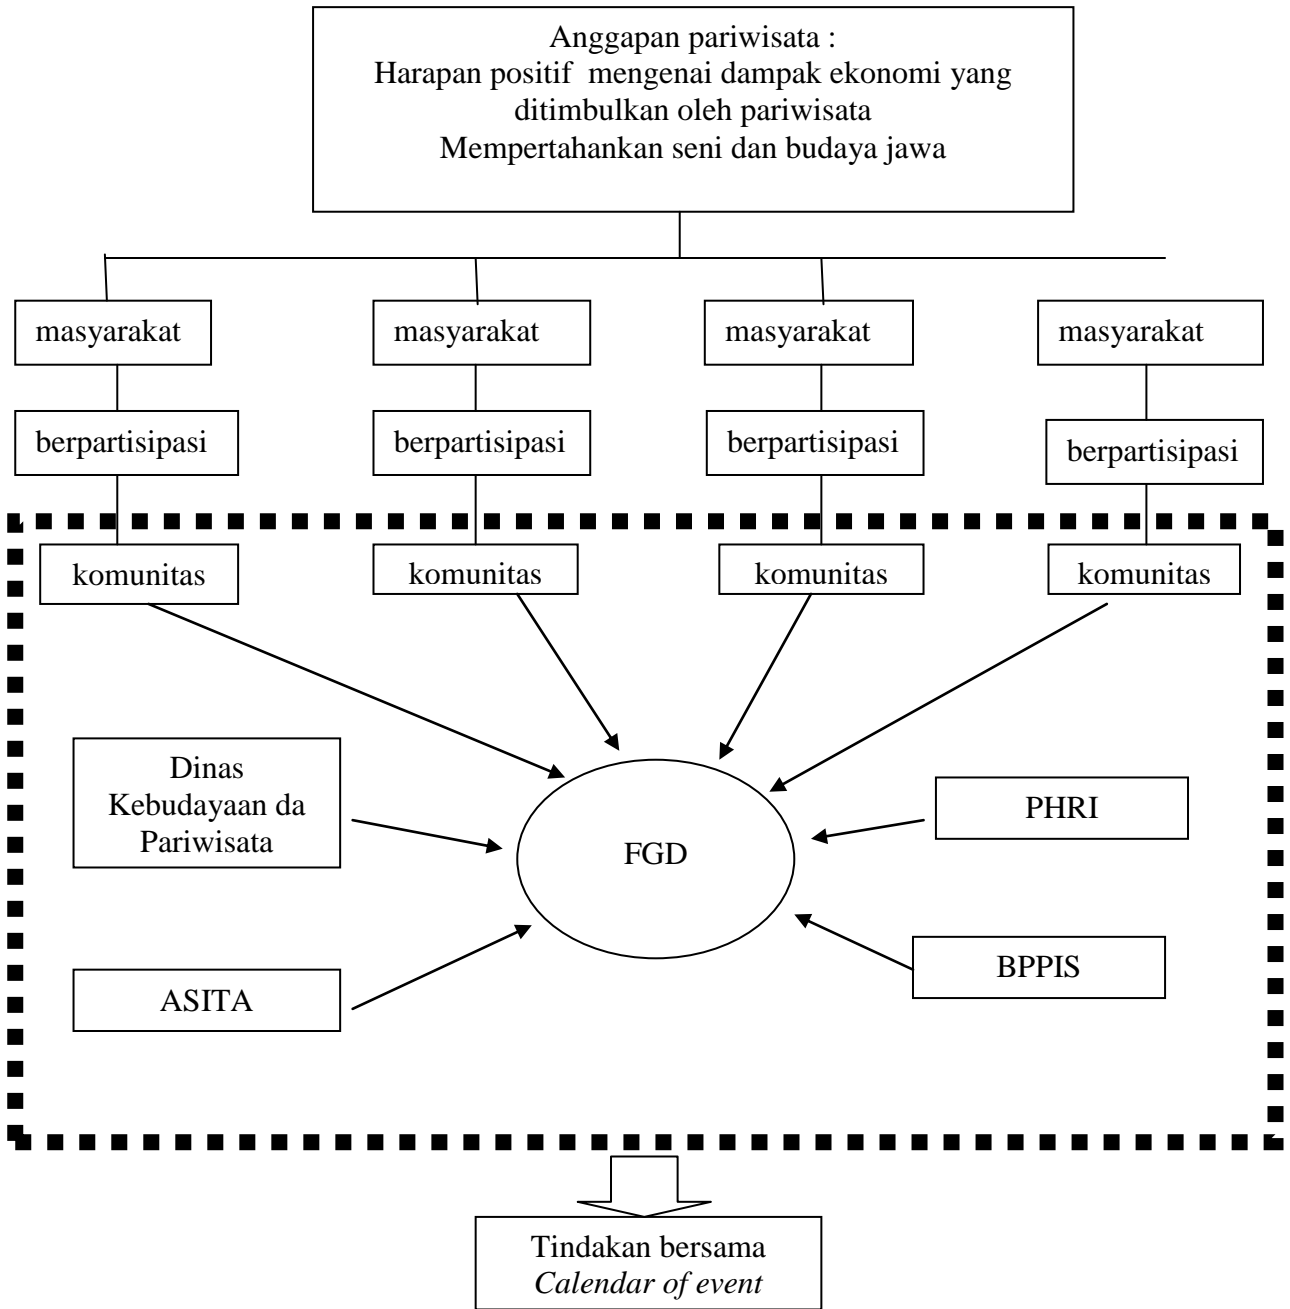 Anggapan pariwisata :
Harapan positif mengenai dampak ekonomi yang
ditimbulkan oleh pariwisata
Mempertahankan seni dan budaya jawa
masyarakat
masyarakat
masyarakat
masyarakat
berpartisipasi
berpartisipasi
berpartisipasi
berpartisipasi
komunitas
komunitas
komunitas
komunitas
Dinas
Kebudayaan da
Pariwisata
PHRI
FGD
ASITA
BPPIS
Tindakan bersama
Calendar of event